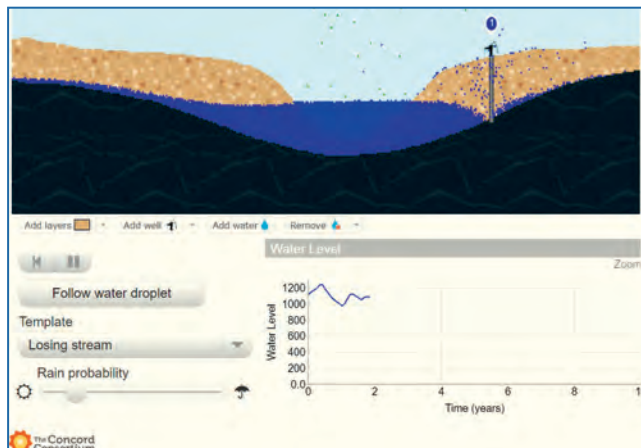 1
Add layers
Add well
Add water
Remove
Water Level
Zoom
Follow water droplet
Template
Losing stream
Rain probability
Water Level
1200
1000
800
600
400
200
0.0
0 2 4 6 8 1
Time (years)
The Concord
Consortium